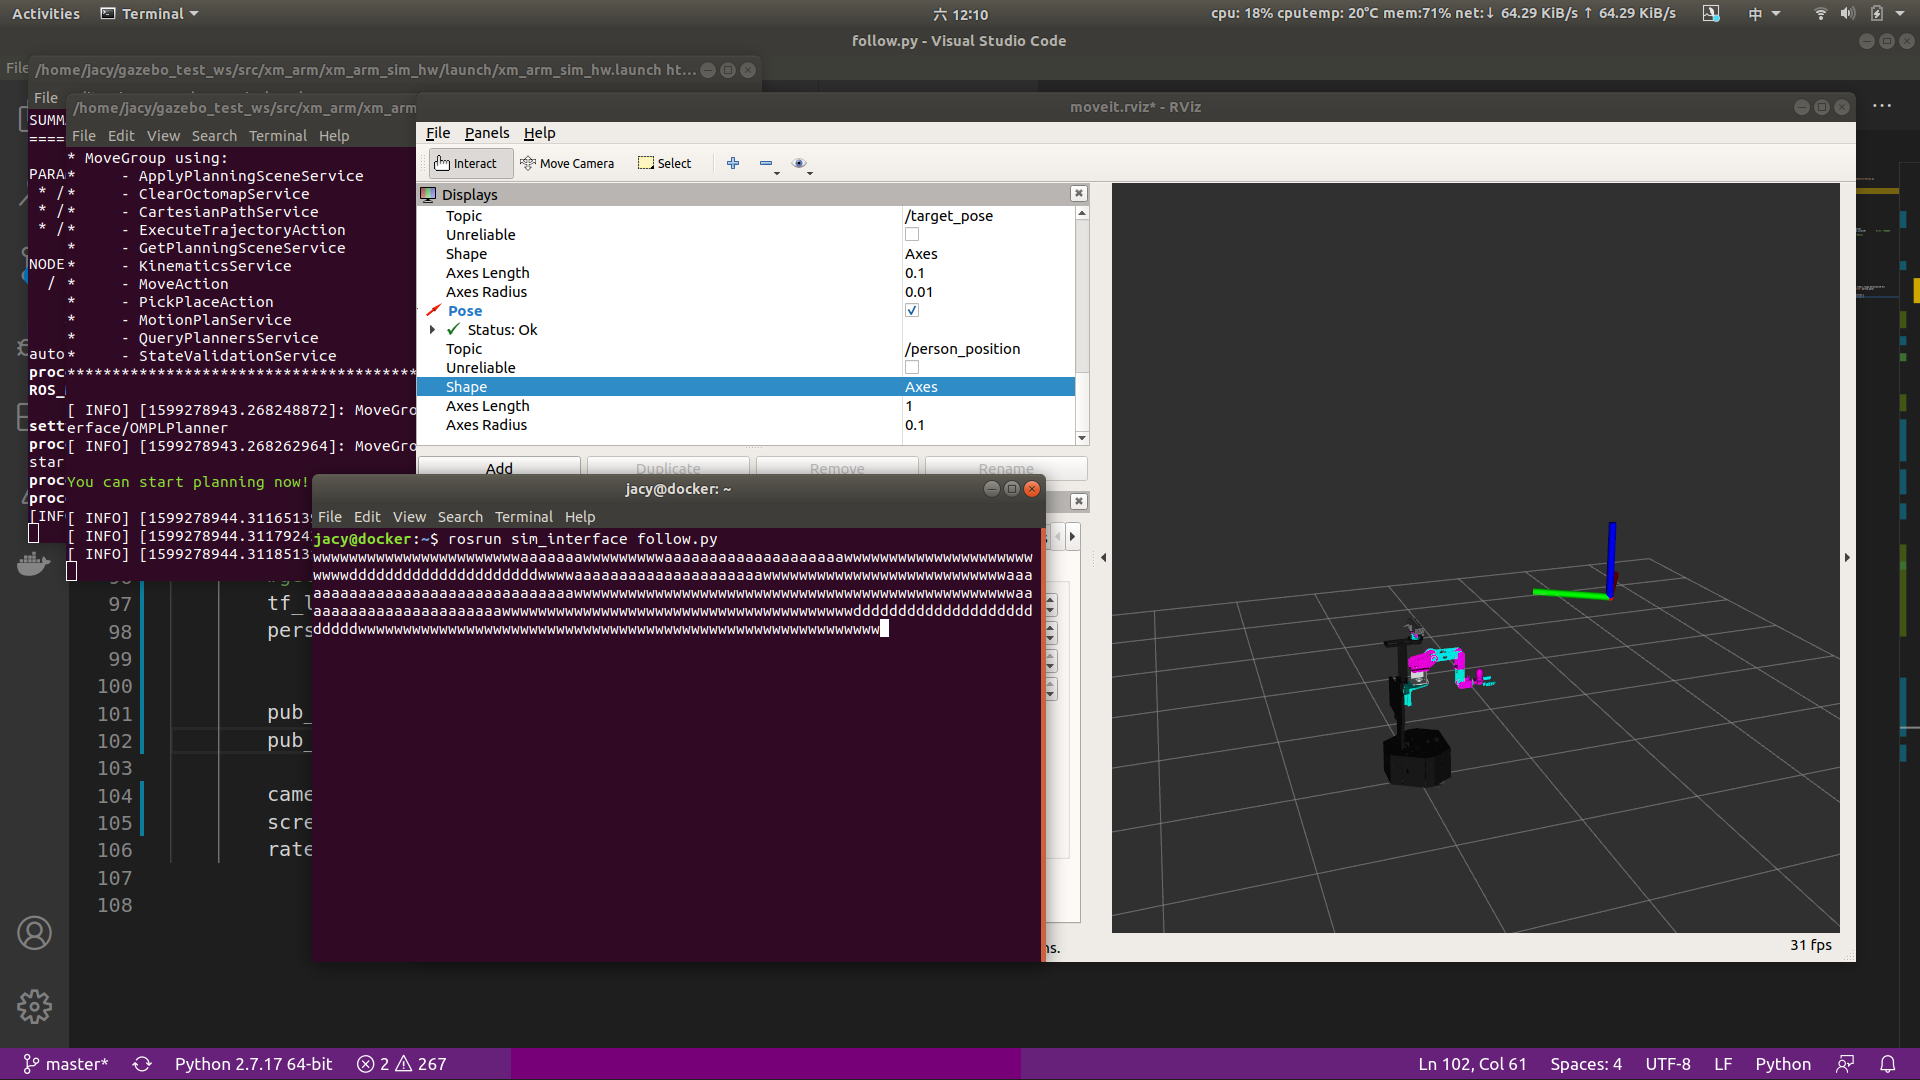 Activities
Terminal
六 12:10
cpu: 18% cputemp: 20°C mem:71% net:↓ 64.29 KiB/s ↑ 64.29 KiB/s
中
follow.py - Visual Studio Code
File
/home/jacy/gazebo_test_ws/src/xm_arm/xm_arm_sim_hw/launch/xm_arm_sim_hw.launch ht...
File
/home/jacy/gazebo_test_ws/src/xm_arm/xm_arm
File Edit View Search Terminal Help
SUMM
====
PARA
* /
* /
* /
NODE
/
auto
proc
ROS_
sett
proc
star
proc
proc
[INF
* MoveGroup using:
* - ApplyPlanningSceneService
* - ClearOctomapService
* - CartesianPathService
* - ExecuteTrajectoryAction
* - GetPlanningSceneService
* - KinematicsService
* - MoveAction
* - PickPlaceAction
* - MotionPlanService
* - QueryPlannersService
* - StateValidationService
***************************************
[ INFO] [1599278943.268248872]: MoveGro
erface/OMPLPlanner
[ INFO] [1599278943.268262964]: MoveGro
You can start planning now!
[ INFO] [1599278944.31165139
[ INFO] [1599278944.3117924
[ INFO] [1599278944.3118513
moveit.rviz* - RViz
File Panels Help
Interact Move Camera Select
Displays
Topic /target_pose
Unreliable
Shape Axes
Axes Length 0.1
Axes Radius 0.01
Pose
Status: Ok
Topic /person_position
Unreliable
Shape Axes
Axes Length 1
Axes Radius 0.1
Add Duplicate Remove Rename
ns.
31 fps
jacy@docker: ~
File Edit View Search Terminal Help
jacy@docker:~$ rosrun sim_interface follow.py
wwwwwwwwwwwwwwwwwwwwwwwaaaaaaawwwwwwwwwaaaaaaaaaaaaaaaaaaaawwwwwwwwwwwwwwwwwwwww
wwwwdddddddddddddddddddddwwwwaaaaaaaaaaaaaaaaaaaaawwwwwwwwwwwwwwwwwwwwwwwwwwwaaa
aaaaaaaaaaaaaaaaaaaaaaaaaaaaawwwwwwwwwwwwwwwwwwwwwwwwwwwwwwwwwwwwwwwwwwwwwwwwwaa
aaaaaaaaaaaaaaaaaaaaawwwwwwwwwwwwwwwwwwwwwwwwwwwwwwwwwwwwwwwdddddddddddddddddddd
dddddwwwwwwwwwwwwwwwwwwwwwwwwwwwwwwwwwwwwwwwwwwwwwwwwwwwwwwwwww
97 tf_l
98 pers
99
100
101 pub_
102 pub_
103
104 came
105 scre
106 rate
107
108
master* Python 2.7.17 64-bit 2 267
Ln 102, Col 61 Spaces: 4 UTF-8 LF Python